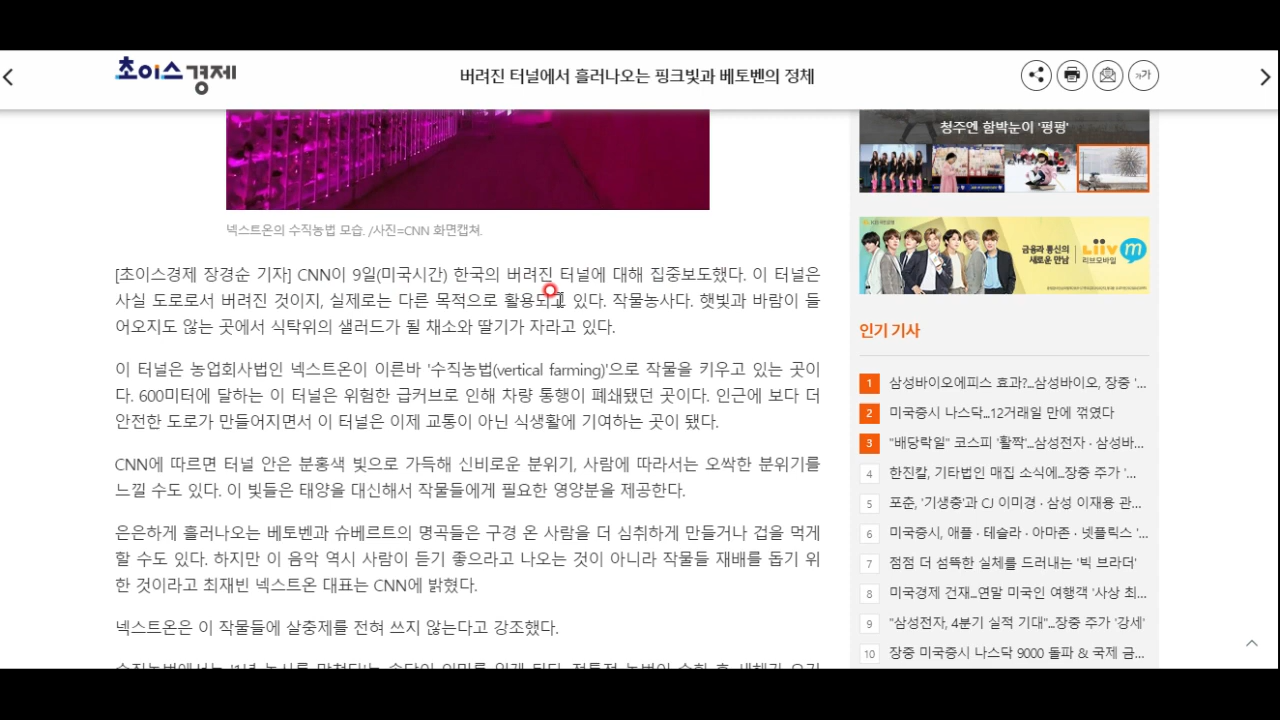 초이스경제
버려진 터널에서 흘러나오는 핑크빛과 베토벤의 정체
가가
넥스트온의 수직농법 모습. /사진=CNN 화면캡쳐.
[초이스경제 장경순 기자] CNN이 9일(미국시간) 한국의 버려진 터널에 대해 집중보도했다. 이 터널은
사실 도로로서 버려진 것이지, 실제로는 다른 목적으로 활용되고 있다. 작물농사다. 햇빛과 바람이 들
어오지도 않는 곳에서 식탁위의 샐러드가 될 채소와 딸기가 자라고 있다.
이 터널은 농업회사법인 넥스트온이 이른바 '수직농법(vertical farming)'으로 작물을 키우고 있는 곳이
다. 600미터에 달하는 이 터널은 위험한 급커브로 인해 차량 통행이 폐쇄됐던 곳이다. 인근에 보다 더
안전한 도로가 만들어지면서 이 터널은 이제 교통이 아닌 식생활에 기여하는 곳이 됐다.
CNN에 따르면 터널 안은 분홍색 빛으로 가득해 신비로운 분위기, 사람에 따라서는 오싹한 분위기를
느낄 수도 있다. 이 빛들은 태양을 대신해서 작물들에게 필요한 영양분을 제공한다.
은은하게 흘러나오는 베토벤과 슈베르트의 명곡들은 구경 온 사람을 더 심취하게 만들거나 겁을 먹게
할 수도 있다. 하지만 이 음악 역시 사람이 듣기 좋으라고 나오는 것이 아니라 작물들 재배를 돕기 위
한 것이라고 최재빈 넥스트온 대표는 CNN에 밝혔다.
넥스트온은 이 작물들에 살충제를 전혀 쓰지 않는다고 강조했다.
청주엔 함박눈이 '펑펑'
금융과 통신의
새로운 만남
Liiv m
리브모바일
인기 기사
1 삼성바이오에피스 효과?...삼성바이오, 장중 '...
2 미국증시 나스닥...12거래일 만에 꺾였다
3 "배당락일" 코스피 '활짝'...삼성전자 · 삼성바...
4 한진칼, 기타법인 매집 소식에...장중 주가 '...
5 포춘, '기생충'과 CJ 이미경 · 삼성 이재용 관...
6 미국증시, 애플 · 테슬라 · 아마존 · 넷플릭스 '...
7 점점 더 섬뜩한 실체를 드러내는 '빅 브라더'
8 미국경제 건재...연말 미국인 여행객 '사상 최...
9 "삼성전자, 4분기 실적 기대"...장중 주가 '강세'
10 장중 미국증시 나스닥 9000 돌파 & 국제 금...